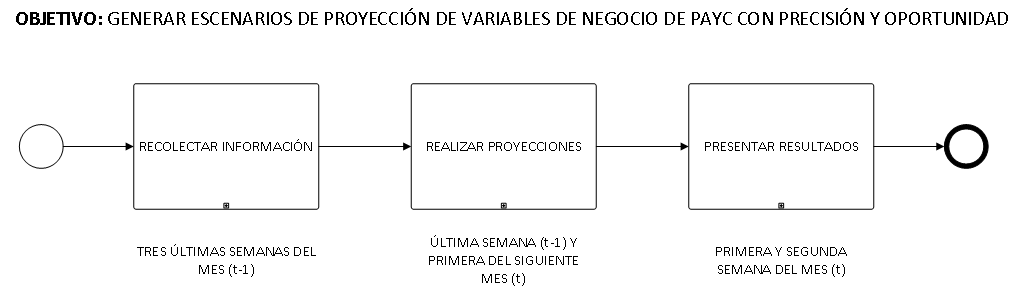 OBJETIVO: GENERAR ESCENARIOS DE PROYECCIÓN DE VARIABLES DE NEGOCIO DE PAYC CON PRECISIÓN Y OPORTUNIDAD
RECOLECTAR INFORMACIÓN
REALIZAR PROYECCIONES
PRESENTAR RESULTADOS
TRES ÚLTIMAS SEMANAS DEL
MES (t-1)
ÚLTIMA SEMANA (t-1) Y
PRIMERA DEL SIGUIENTE
MES (t)
PRIMERA Y SEGUNDA
SEMANA DEL MES (t)